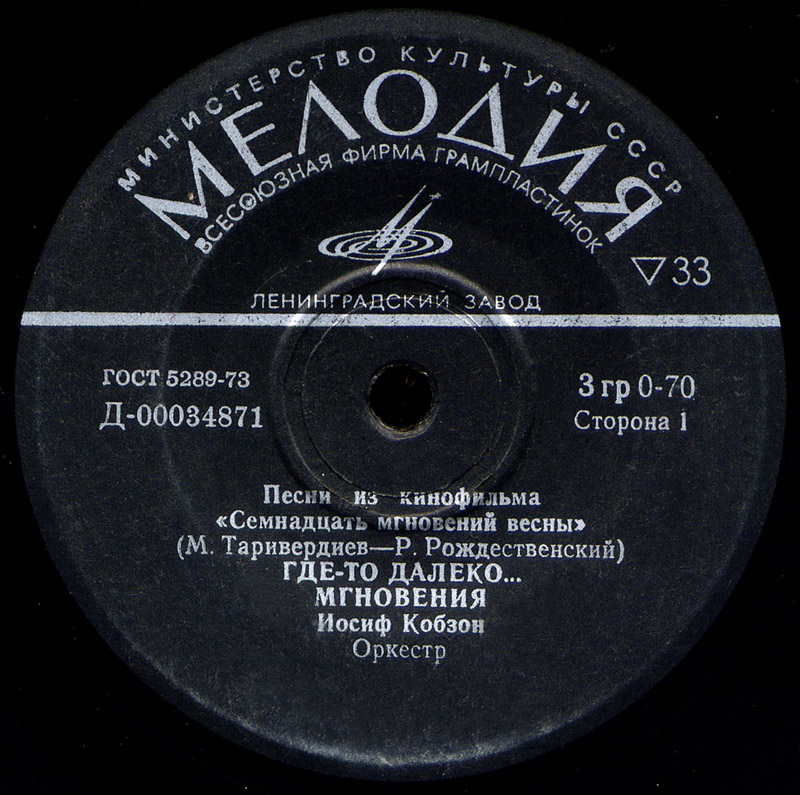 МИНИСТЕРСТВО КУЛЬТУРЫ СССР
МЕЛОДИЯ
ВСЕСОЮЗНАЯ ФИРМА ГРАМПЛАСТИНОК
▽33
ЛЕНИНГРАДСКИЙ ЗАВОД
ГОСТ 5289-73
Д-00034871
3 гр 0-70
Сторона 1
Песни из кинофильма
«Семнадцать мгновений весны»
(М. Таривердиев—Р. Рождественский)
ГДЕ-ТО ДАЛЕКО...
МГНОВЕНИЯ
Иосиф Кобзон
Оркестр